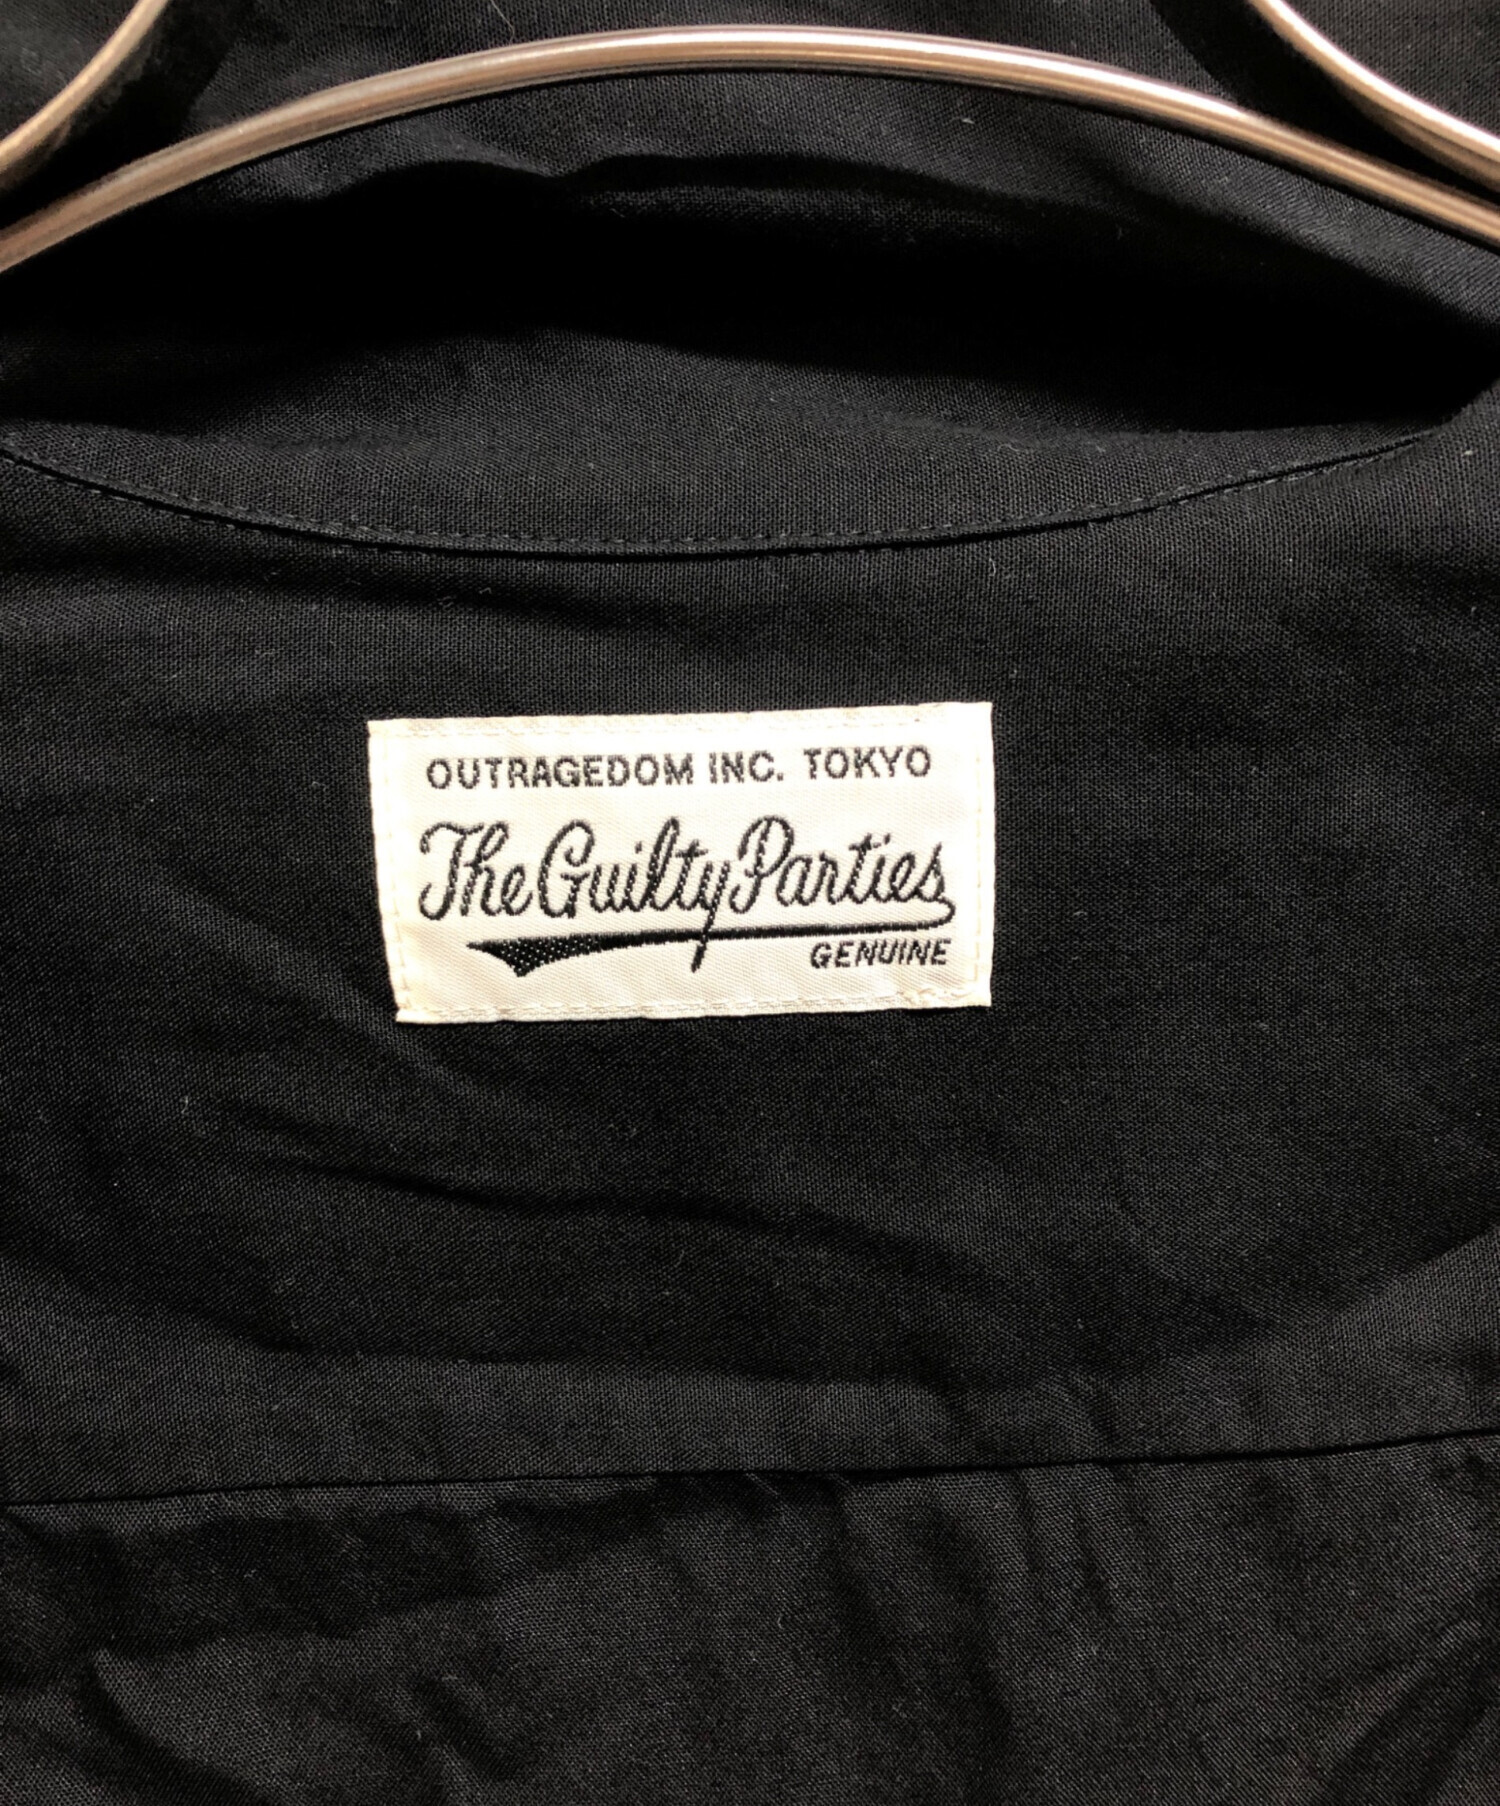 OUTRAGEDOM INC. TOKYO
The Guilty Parties
GENUINE